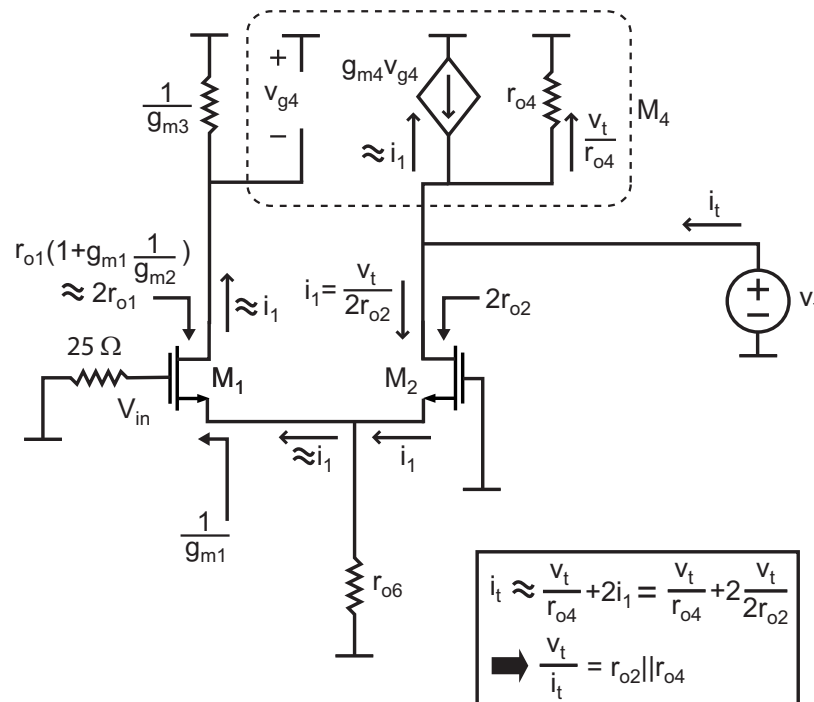 1/g_m3
+
v_g4
−
g_m4v_g4
≈ i_1
r_o4
v_t/r_o4
M_4
i_t
r_o1(1+g_m1 1/g_m2)
≈ 2r_o1
≈ i_1
i_1= v_t/2r_o2
2r_o2
+
−
25 Ω
V_in
M_1
M_2
≈i_1
i_1
1/g_m1
r_o6
i_t ≈ v_t/r_o4 +2i_1 = v_t/r_o4 +2 v_t/2r_o2
v_t/i_t = r_o2||r_o4